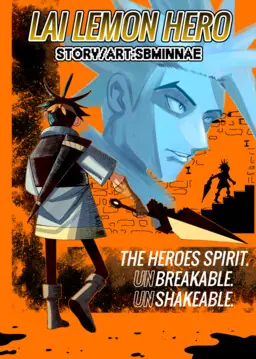 LAI LEMON HERO
STORY/ART:SBMINNAE
THE HEROES SPIRIT.
UNBREAKABLE.
UNSHAKEABLE.